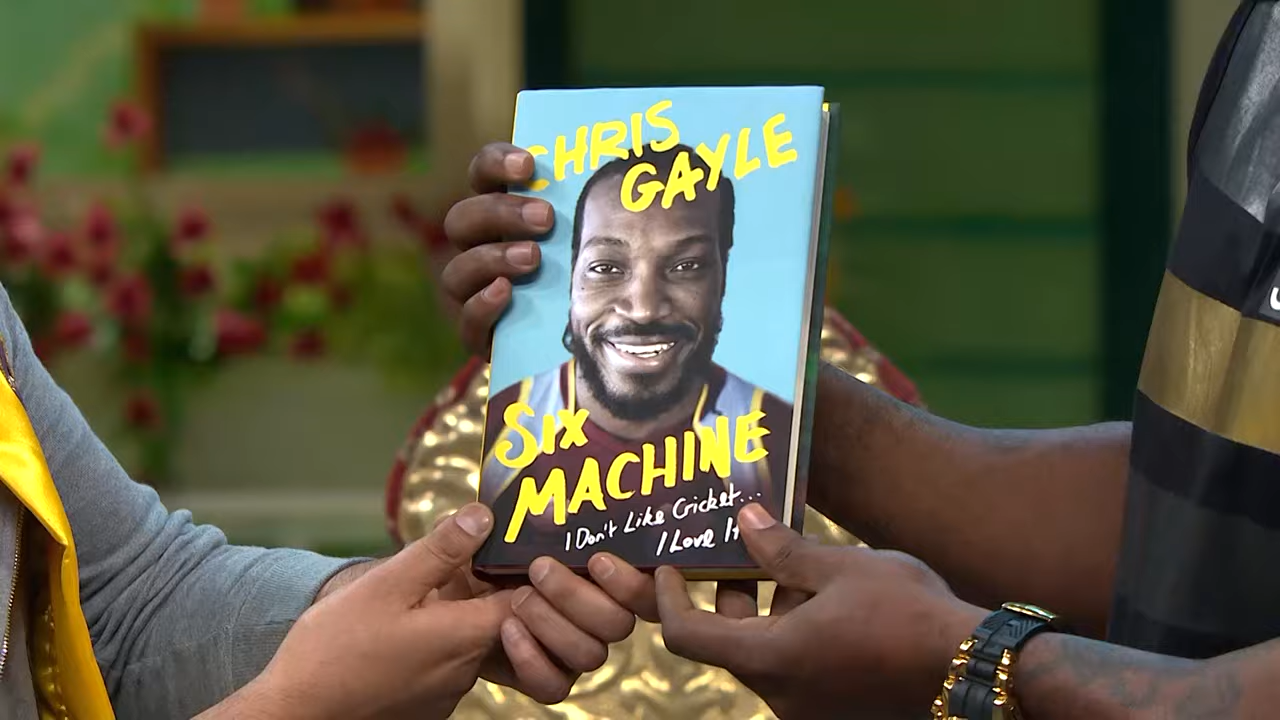 CHRIS
GAYLE
SIX
MACHINE
I Don't Like Cricket...
I Love It